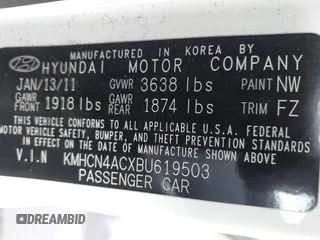 MANUFACTURED IN KOREA BY
HYUNDAI MOTOR COMPANY
JAN/13/11 GVWR 3638 lbs PAINT NW
GAWR FRONT 1918 lbs GAWR REAR 1874 lbs TRIM FZ
THIS VEHICLE CONFORMS TO ALL APPLICABLE U.S.A. FEDERAL
MOTOR VEHICLE SAFETY, BUMPER, AND THEFT PREVENTION STANDARDS
IN EFFECT ON THE DATE OF MANUFACTURE SHOWN ABOVE.
V.I.N KMHCN4ACXBU619503
PASSENGER CAR
DREAMBID